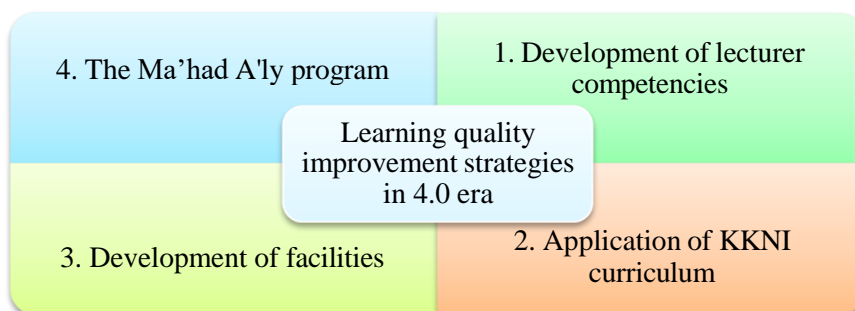 4. The Ma’had A'ly program
1. Development of lecturer
competencies
Learning quality
improvement strategies
in 4.0 era
3. Development of facilities
2. Application of KKNI
curriculum